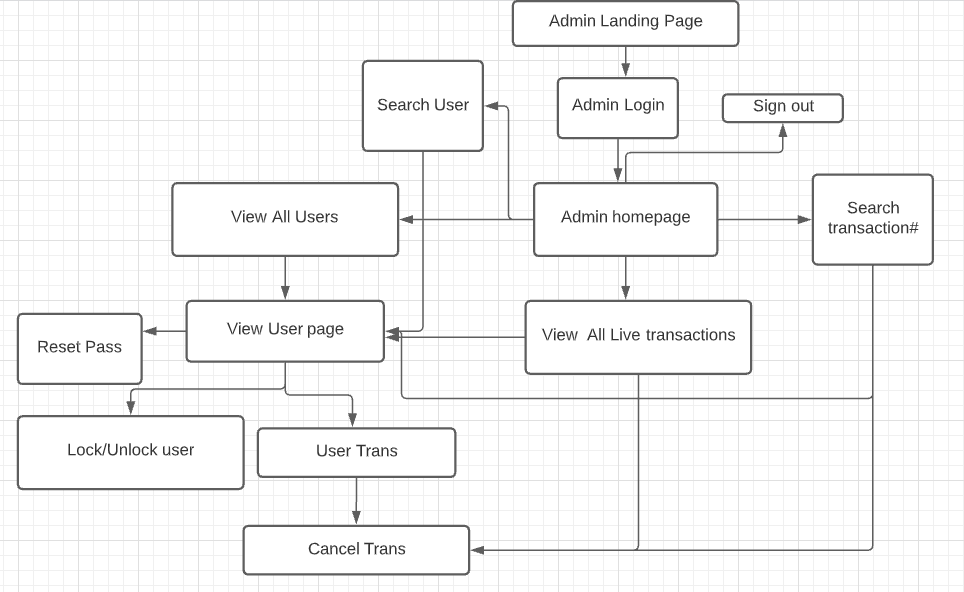 Admin Landing Page
Search User
Admin Login
Sign out
View All Users
Admin homepage
Search
transaction#
View User page
View  All Live transactions
Reset Pass
Lock/Unlock user
User Trans
Cancel Trans